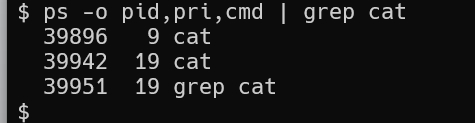 $ ps -o pid,pri,cmd | grep cat
  39896   9 cat
  39942  19 cat
  39951  19 grep cat
$